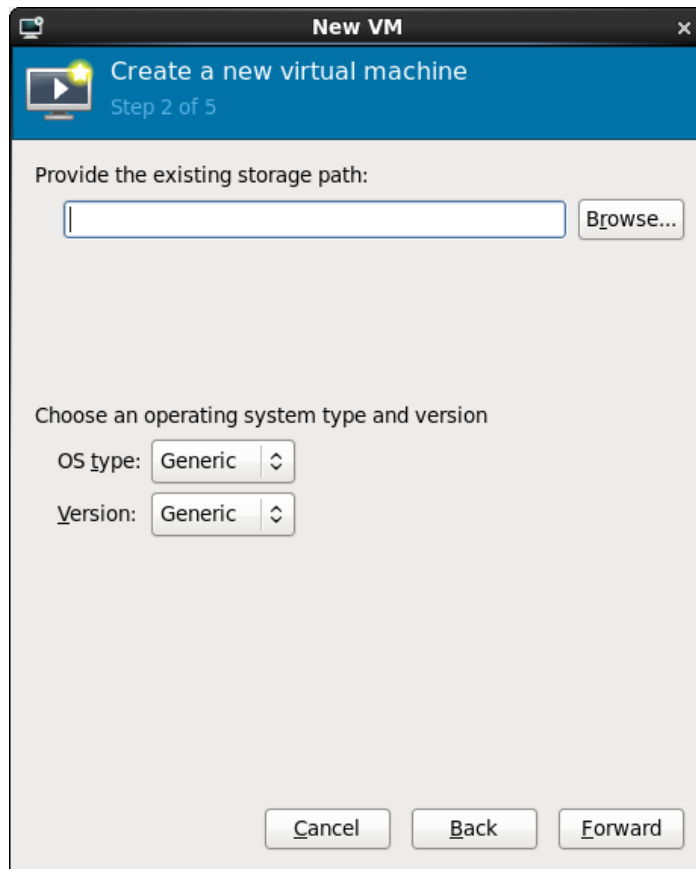 New VM
Create a new virtual machine
Step 2 of 5
Provide the existing storage path:
Browse...
Choose an operating system type and version
OS type: Generic
Version: Generic
Cancel Back Forward